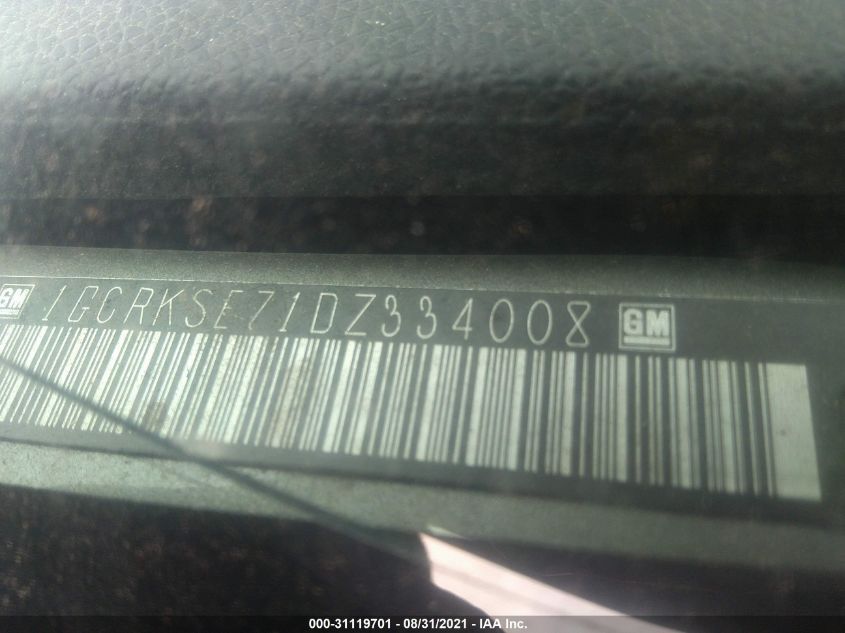 GM 1GCRKSE71DZ334008 GM
000-31119701 - 08/31/2021 - IAA Inc.